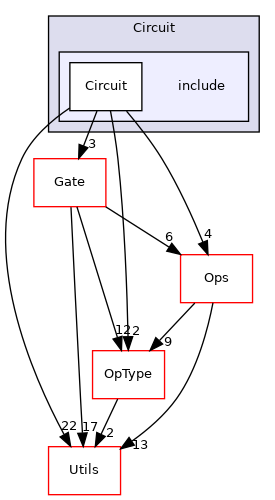 Circuit
Circuit include
3
Gate
6 4
Ops
12 2 9
OpType
22 17 2 13
Utils